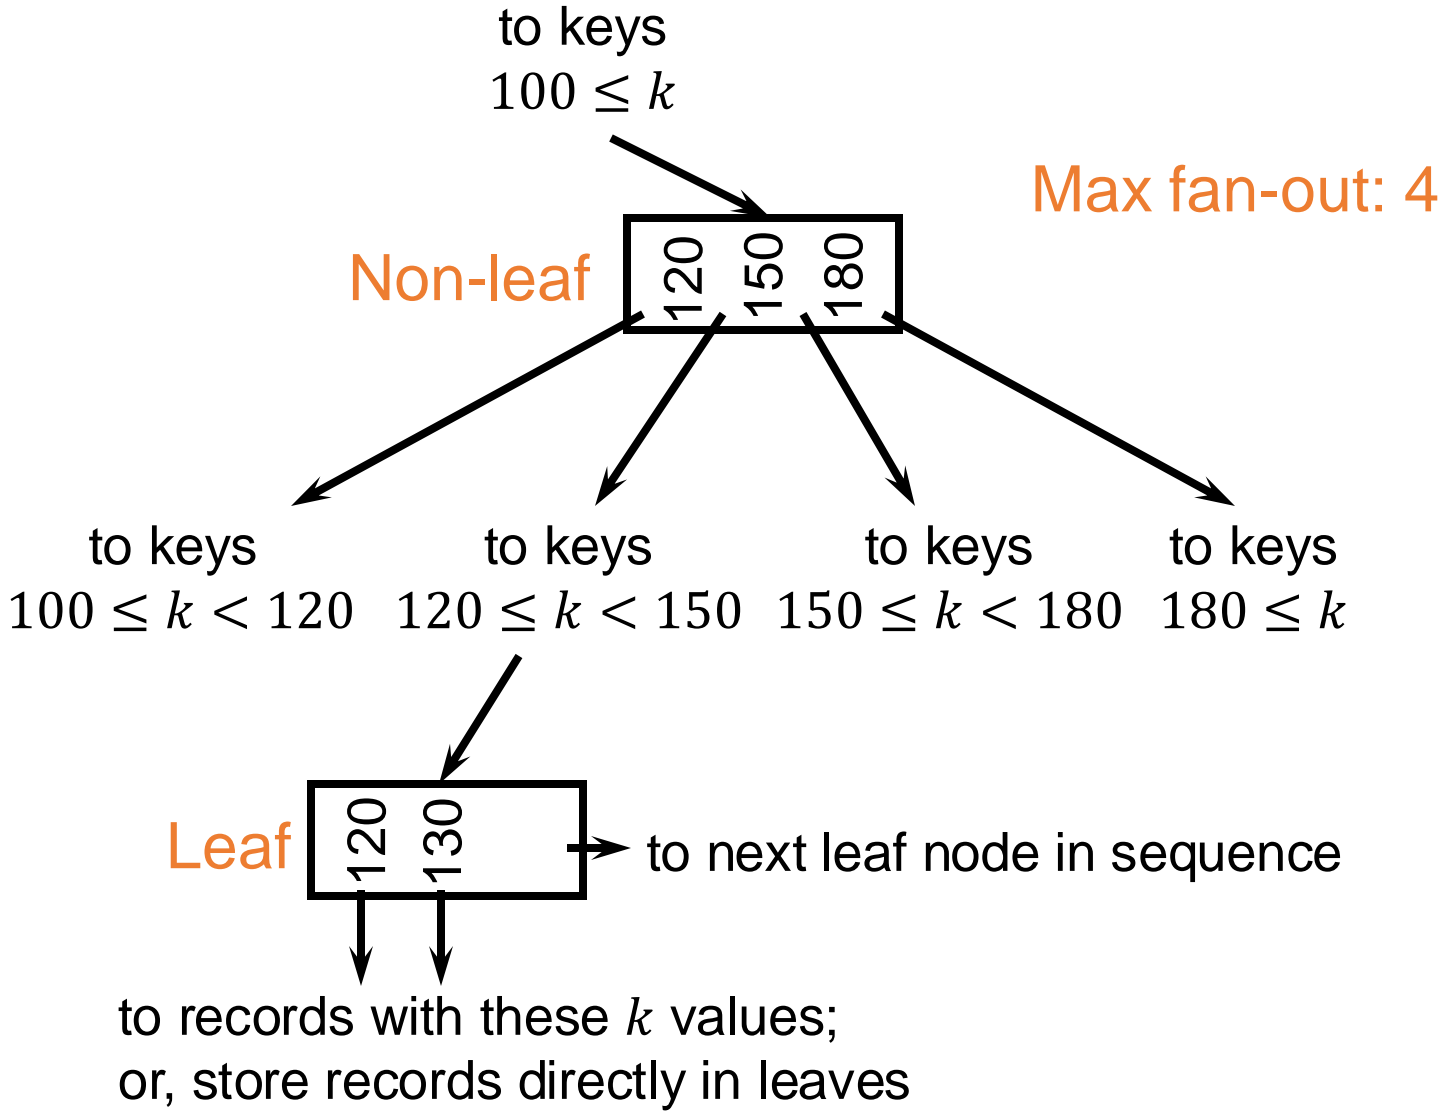 to keys
100 ≤ k
Max fan-out: 4
Non-leaf
120
150
180
to keys
100 ≤ k < 120
to keys
120 ≤ k < 150
to keys
150 ≤ k < 180
to keys
180 ≤ k
Leaf
120
130
to next leaf node in sequence
to records with these k values;
or, store records directly in leaves